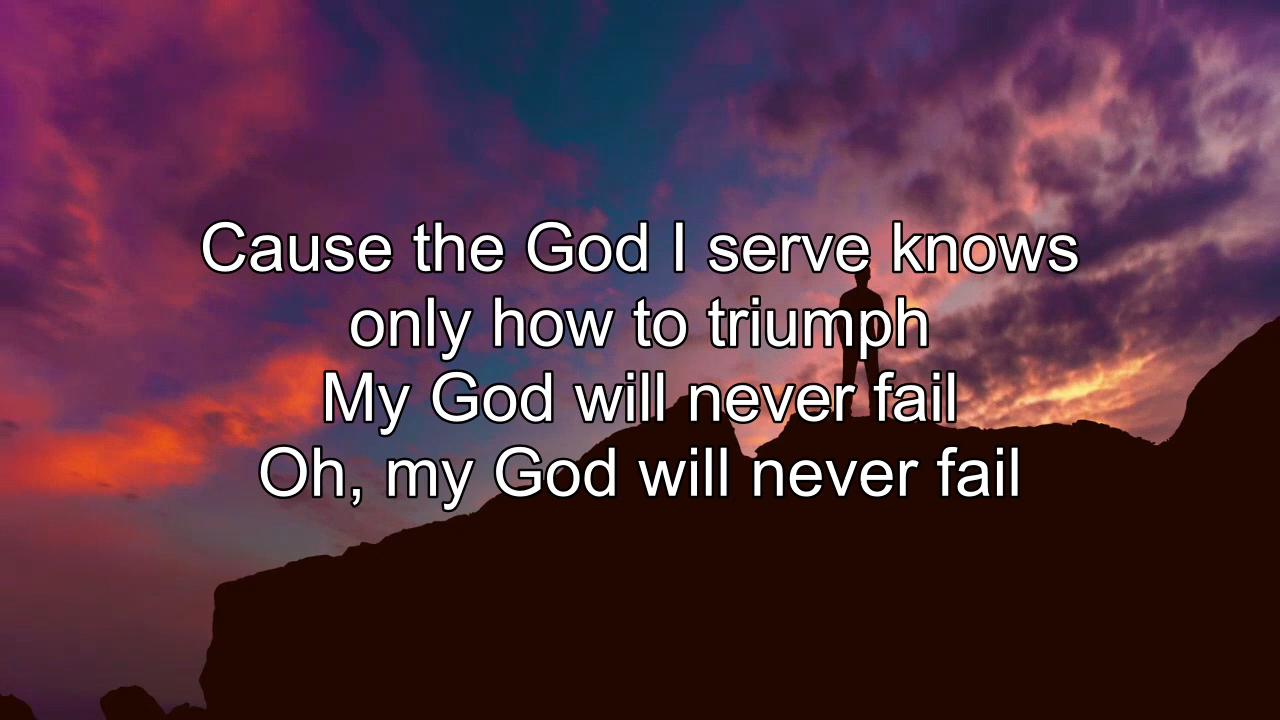 Cause the God I serve knows
only how to triumph
My God will never fail
Oh, my God will never fail